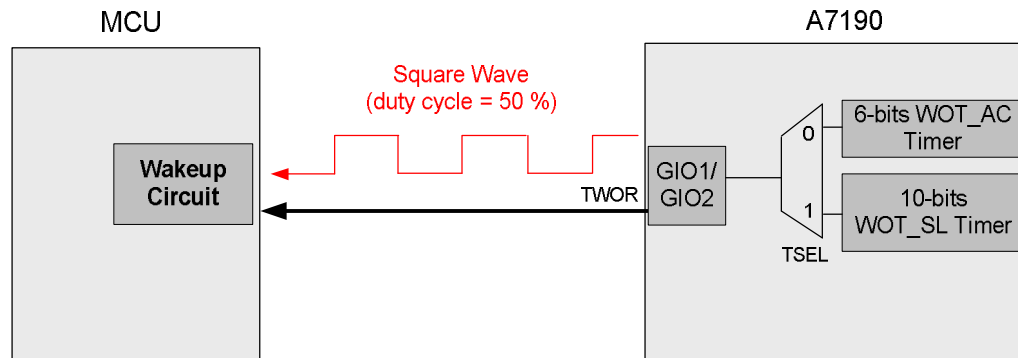 MCU
A7190
Square Wave
(duty cycle = 50 %)
Wakeup
Circuit
TWOR
GIO1/
GIO2
0
1
TSEL
6-bits WOT_AC
Timer
10-bits
WOT_SL Timer